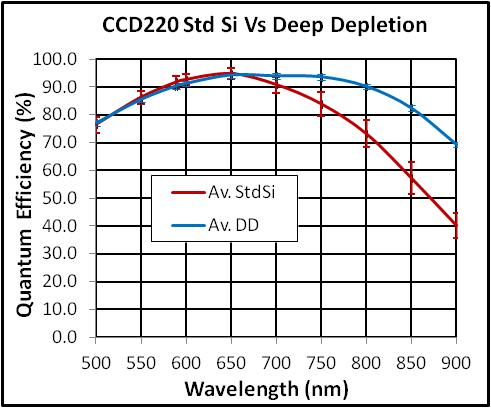 CCD220 Std Si Vs Deep Depletion
Quantum Efficiency (%)
100.0
90.0
80.0
70.0
60.0
50.0
40.0
30.0
20.0
10.0
0.0
Av. StdSi
Av. DD
500 550 600 650 700 750 800 850 900
Wavelength (nm)